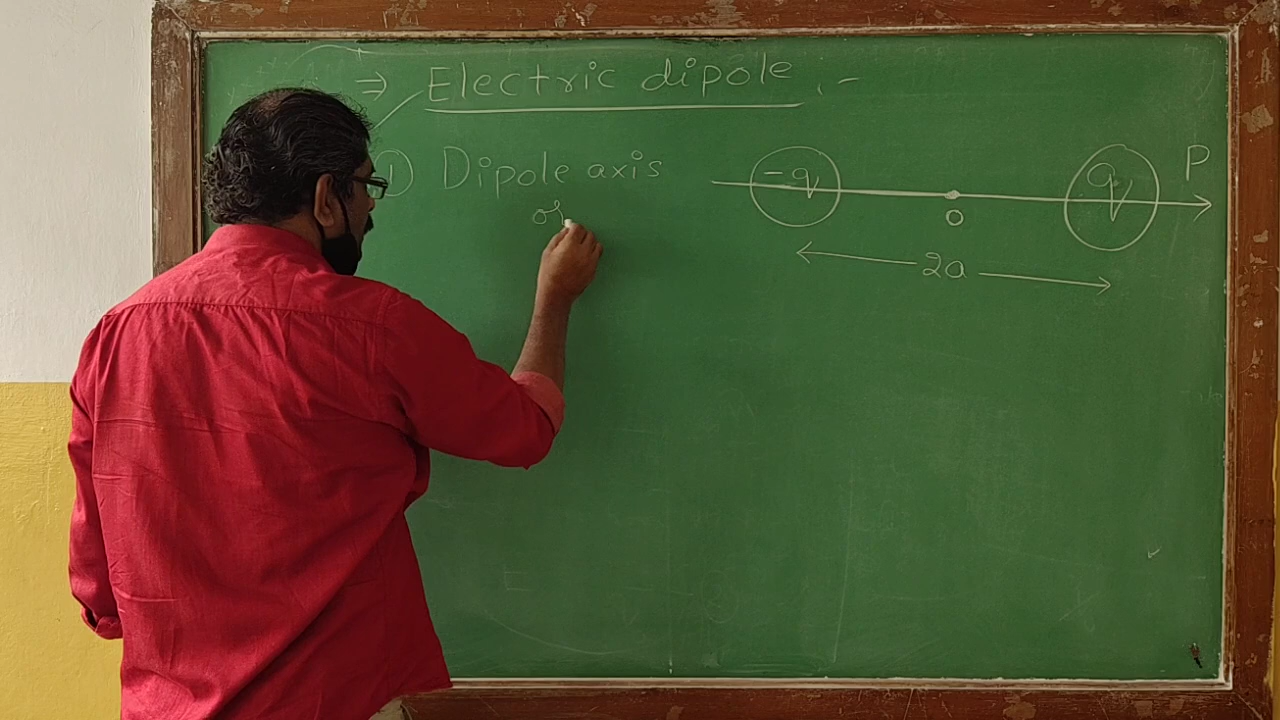 ⇒ Electric dipole :-
① Dipole axis
or
-q
q
P
o
2a